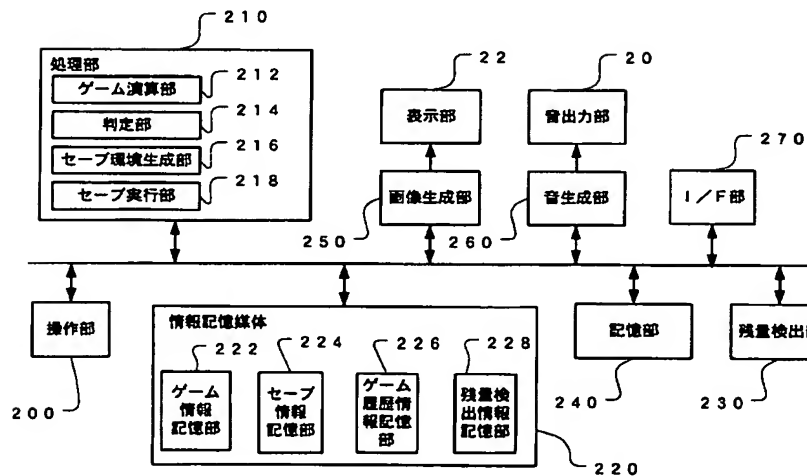 210
処理部
ゲーム演算部
212
判定部
214
セーブ環境生成部
216
セーブ実行部
218
22
表示部
20
音出力部
270
I/F部
画像生成部
250
音生成部
260
操作部
200
情報記憶媒体
222
ゲーム
情報
記憶部
224
セーブ
情報
記憶部
226
ゲーム
履歴情
報記憶
部
228
残量検
出情報
記憶部
220
記憶部
240
残量検出
230